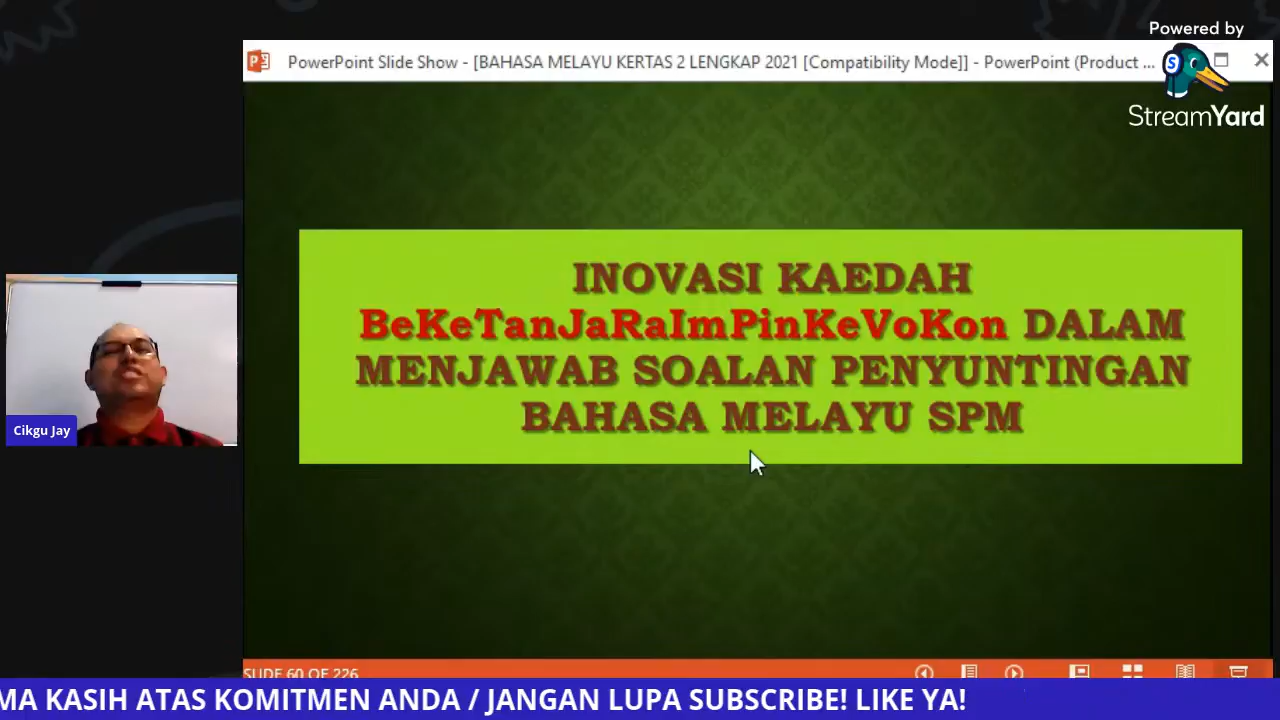 Powered by
StreamYard
PowerPoint Slide Show - [BAHASA MELAYU KERTAS 2 LENGKAP 2021 [Compatibility Mode]] - PowerPoint (Product ...
INOVASI KAEDAH
BeKeTanJaRaImPinKeVoKon DALAM
MENJAWAB SOALAN PENYUNTINGAN
BAHASA MELAYU SPM
Cikgu Jay
SLIDE 60 OF 226
MA KASIH ATAS KOMITMEN ANDA / JANGAN LUPA SUBSCRIBE! LIKE YA!